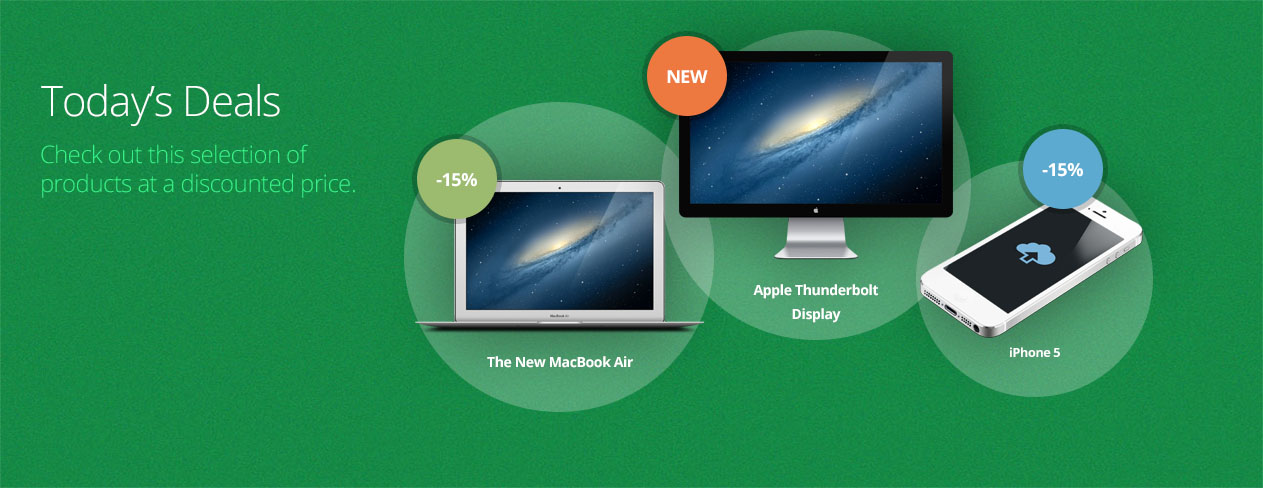 Today’s Deals
Check out this selection of
products at a discounted price.
-15%
The New MacBook Air
NEW
Apple Thunderbolt
Display
-15%
iPhone 5